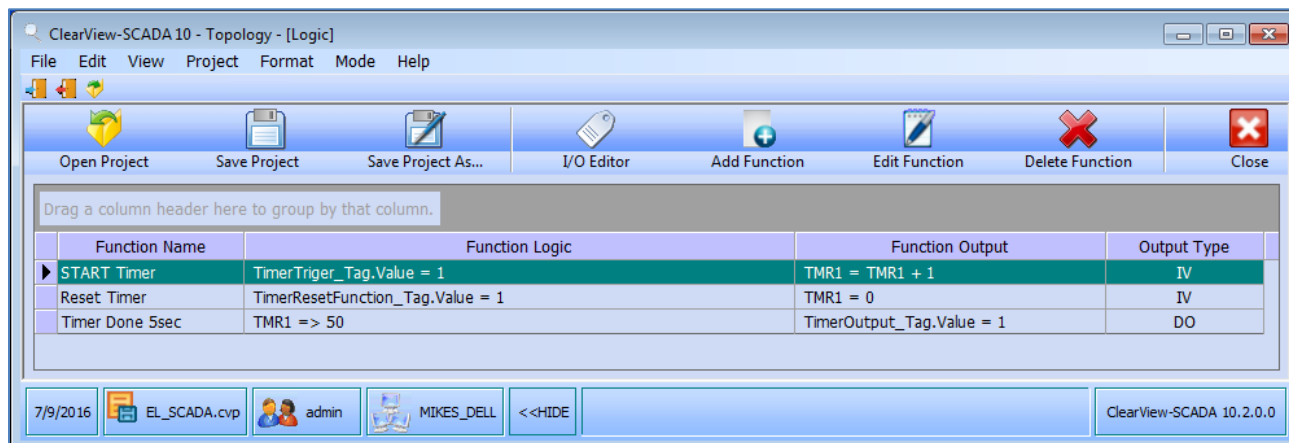 ClearView-SCADA 10 - Topology - [Logic]
File Edit View Project Format Mode Help
Open Project Save Project Save Project As... I/O Editor Add Function Edit Function Delete Function Close
Drag a column header here to group by that column.
Function Name Function Logic Function Output Output Type
START Timer TimerTriger_Tag.Value = 1 TMR1 = TMR1 + 1 IV
Reset Timer TimerResetFunction_Tag.Value = 1 TMR1 = 0 IV
Timer Done 5sec TMR1 => 50 TimerOutput_Tag.Value = 1 DO
7/9/2016 EL_SCADA.cvp admin MIKES_DELL <<HIDE ClearView-SCADA 10.2.0.0